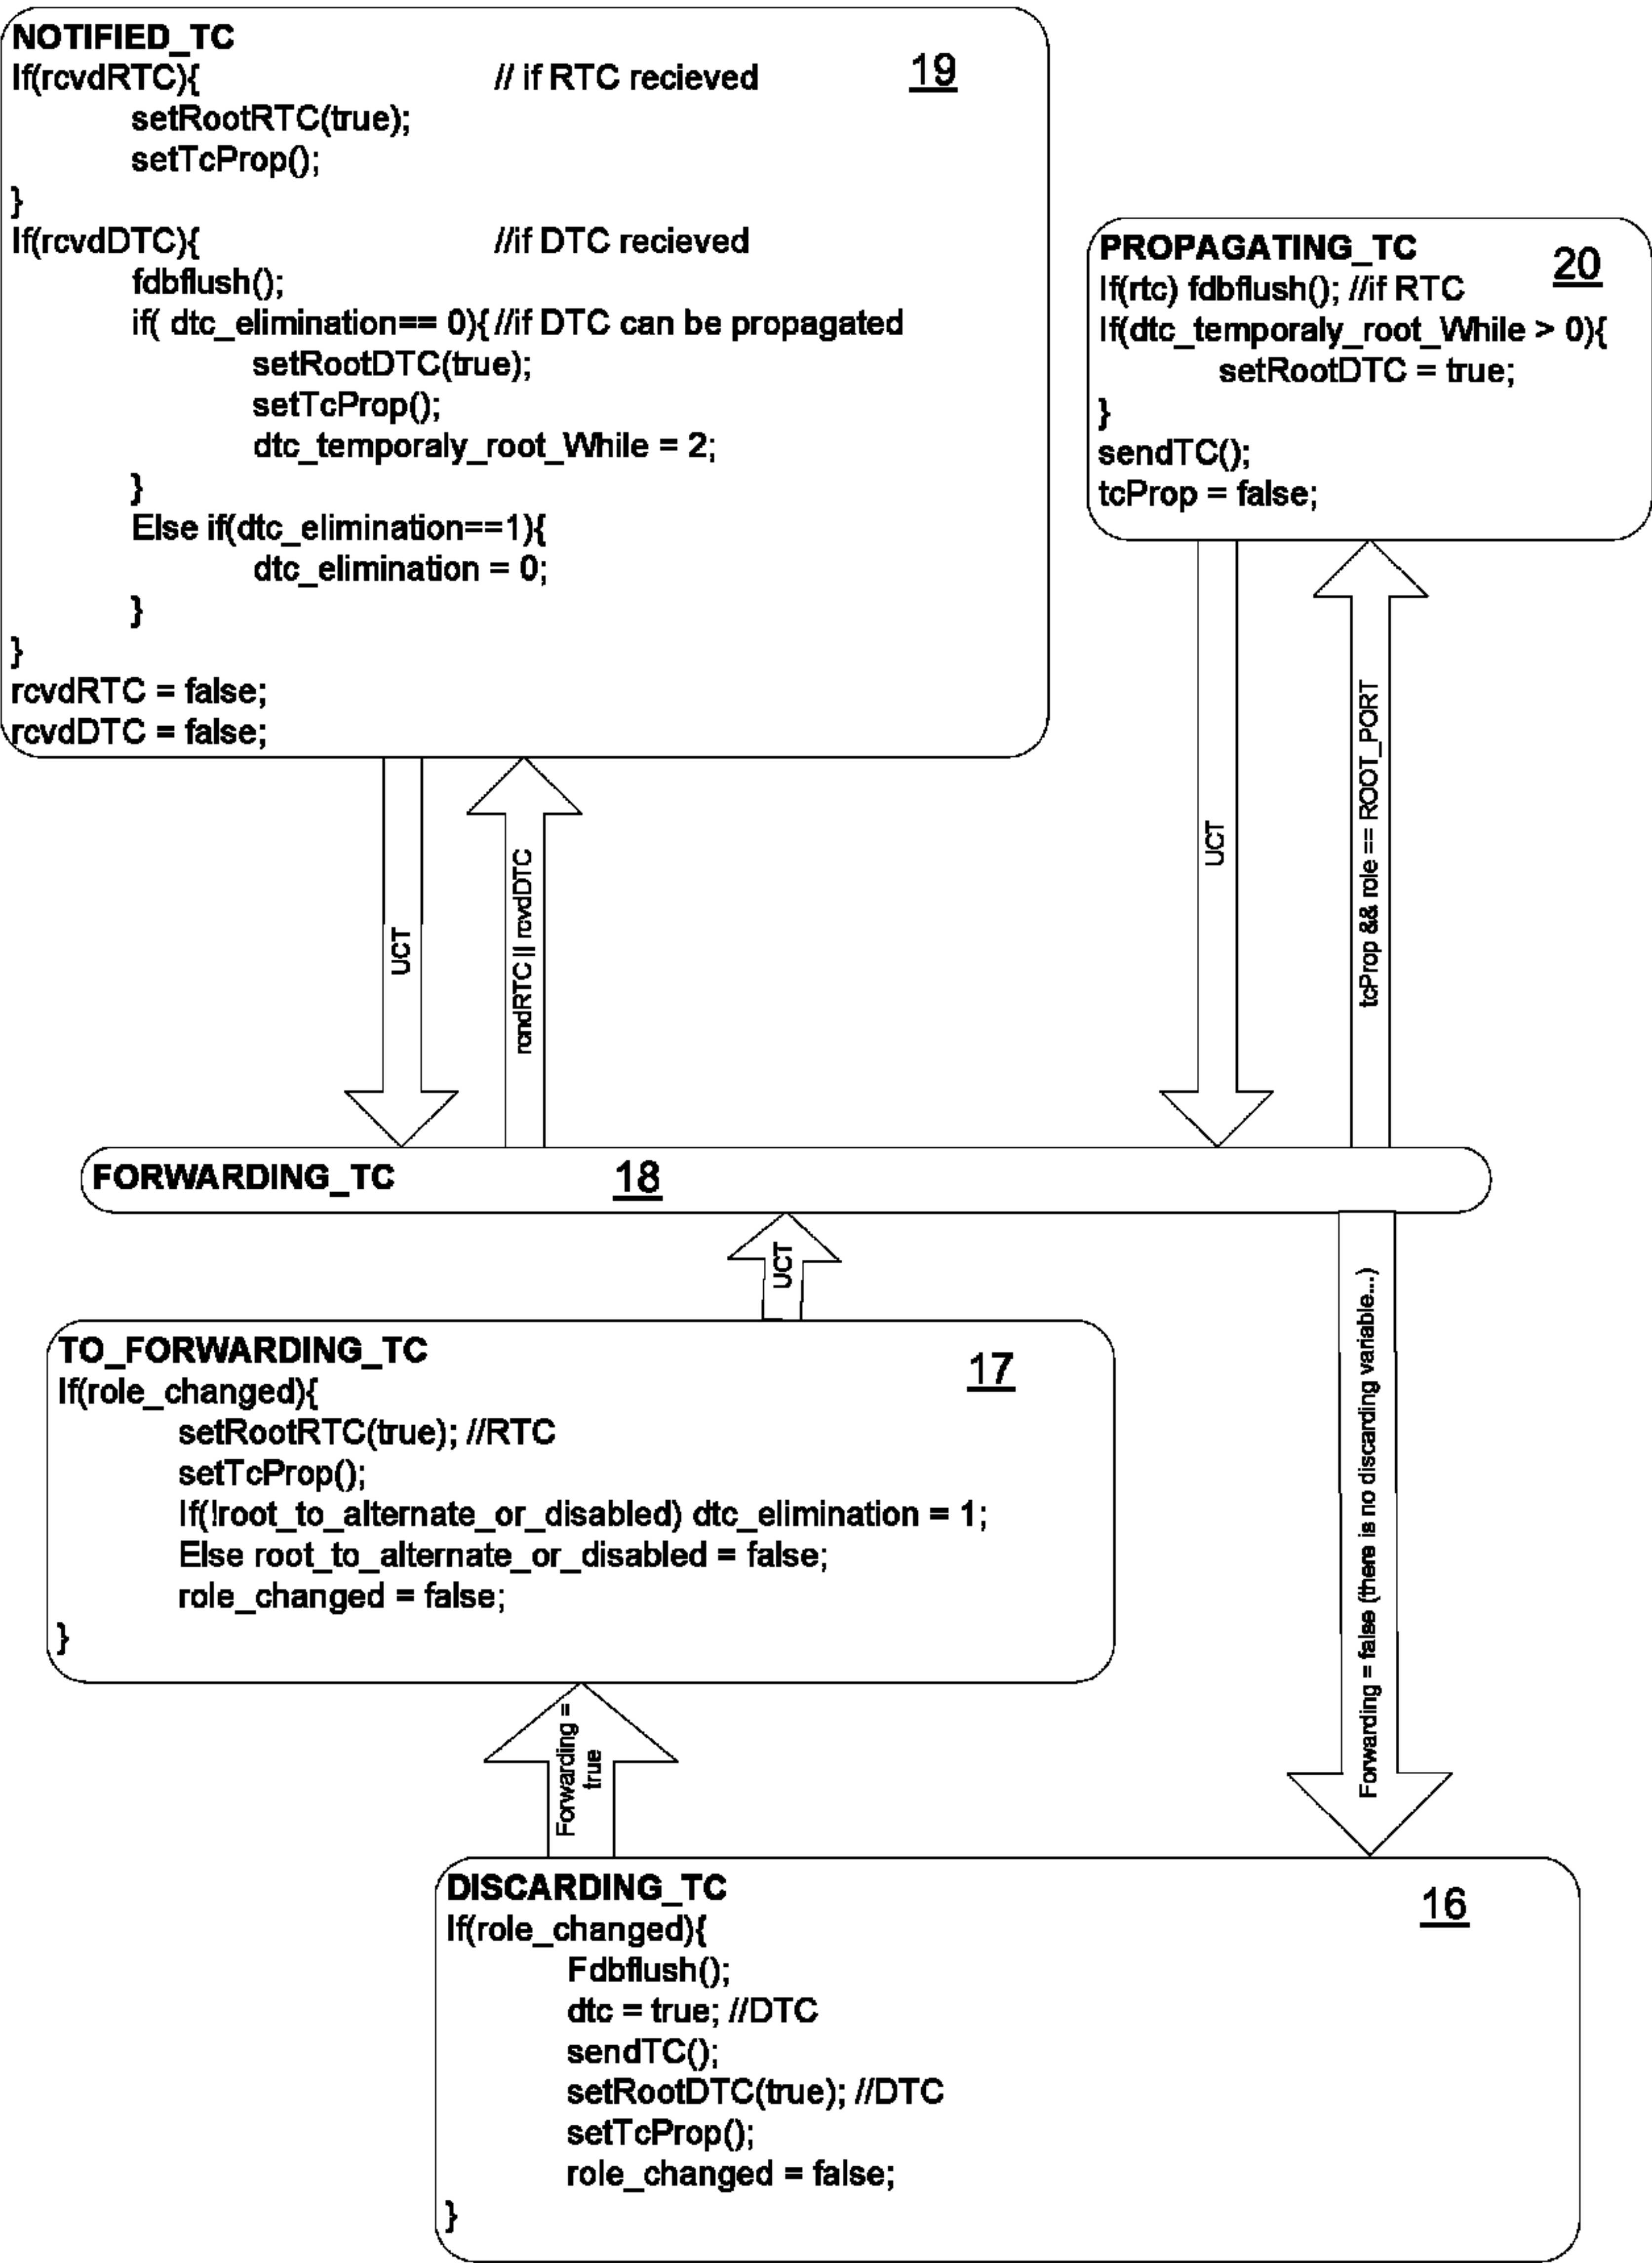 NOTIFIED_TC
19
If(rcvdRTC){ // if RTC recieved
setRootRTC(true);
setTcProp();
}
If(rcvdDTC){ //if DTC recieved
fdbflush();
if( dtc_elimination== 0){//if DTC can be propagated
setRootDTC(true);
setTcProp();
dtc_temporaly_root_While = 2;
}
Else if(dtc_elimination==1){
dtc_elimination = 0;
}
}
rcvdRTC = false;
rcvdDTC = false;
PROPAGATING_TC
20
If(rtc) fdbflush(); //if RTC
If(dtc_temporaly_root_While > 0){
setRootDTC = true;
}
sendTC();
tcProp = false;
UCT
rcndRTC || rcvdDTC
UCT
tcProp && role == ROOT_PORT
FORWARDING_TC
18
UCT
Forwarding = false (there is no discarding variable...)
TO_FORWARDING_TC
17
If(role_changed){
setRootRTC(true); //RTC
setTcProp();
If(!root_to_alternate_or_disabled) dtc_elimination = 1;
Else root_to_alternate_or_disabled = false;
role_changed = false;
}
Forwarding =
true
DISCARDING_TC
16
If(role_changed){
Fdbflush();
dtc = true; //DTC
sendTC();
setRootDTC(true); //DTC
setTcProp();
role_changed = false;
}